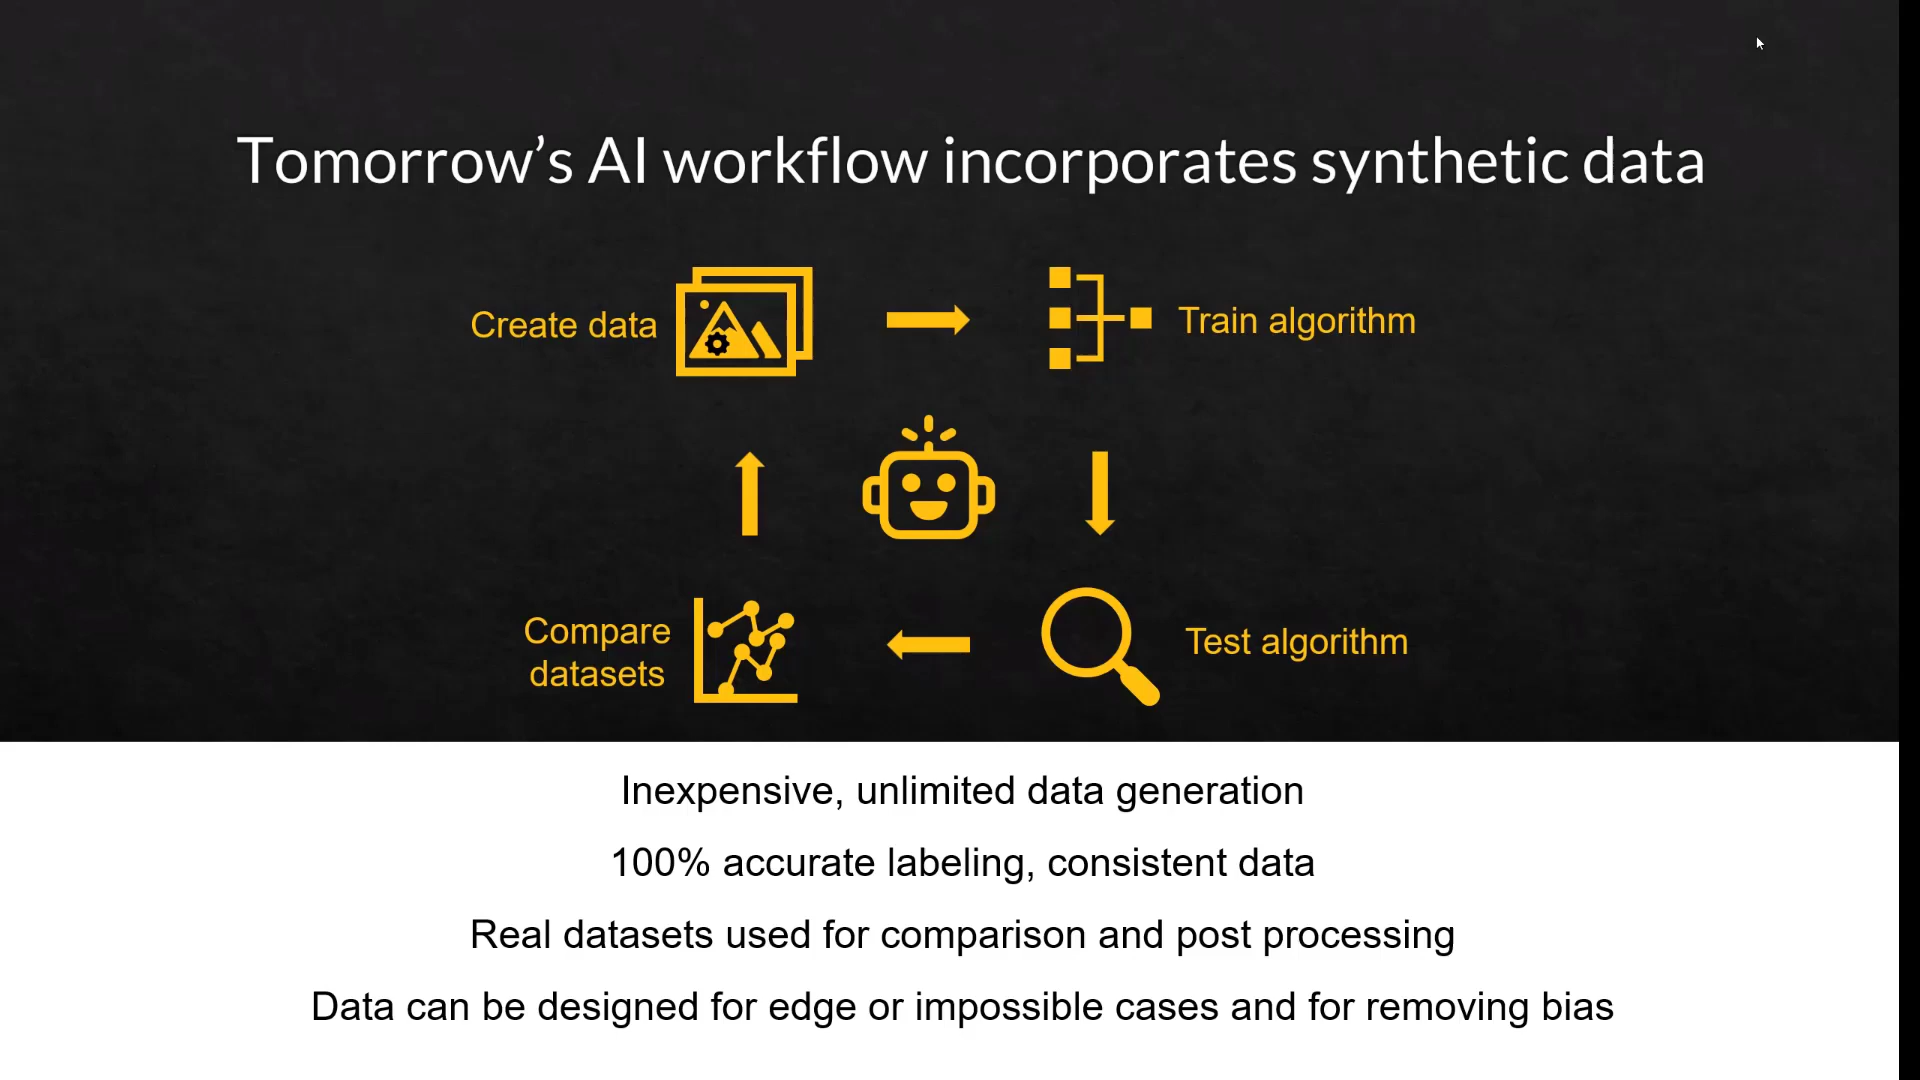 Tomorrow’s AI workflow incorporates synthetic data
Create data
Train algorithm
Compare
datasets
Test algorithm
Inexpensive, unlimited data generation
100% accurate labeling, consistent data
Real datasets used for comparison and post processing
Data can be designed for edge or impossible cases and for removing bias